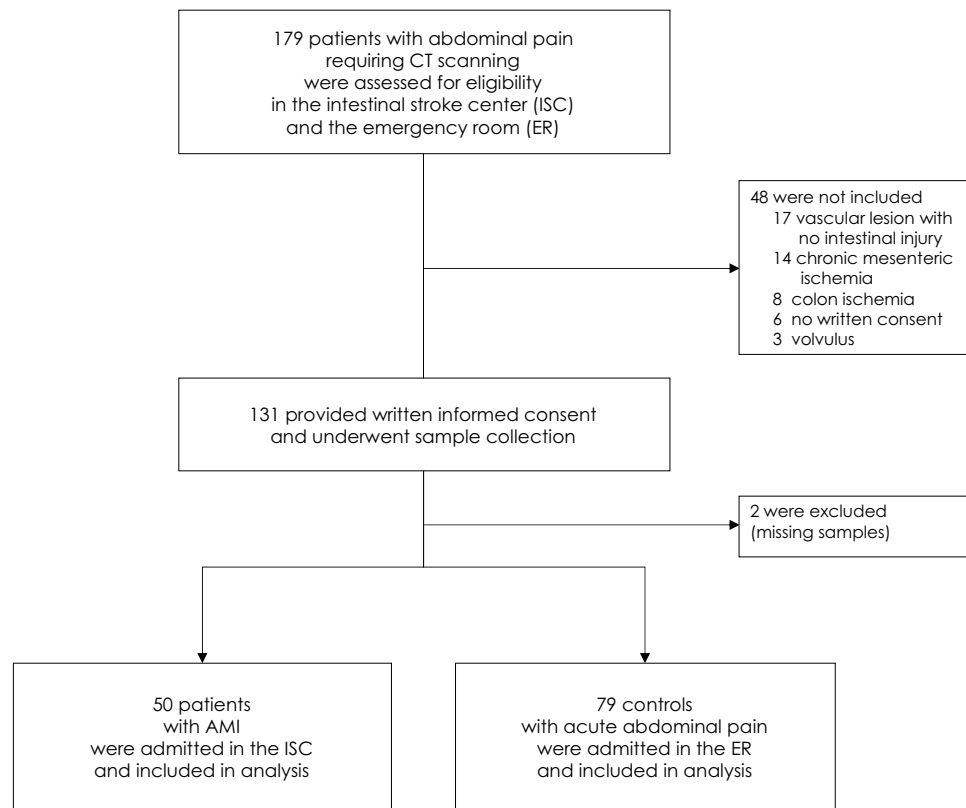 179 patients with abdominal pain
requiring CT scanning
were assessed for eligibility
in the intestinal stroke center (ISC)
and the emergency room (ER)
48 were not included
17 vascular lesion with
no intestinal injury
14 chronic mesenteric
ischemia
8 colon ischemia
6 no written consent
3 volvulus
131 provided written informed consent
and underwent sample collection
2 were excluded
(missing samples)
50 patients
with AMI
were admitted in the ISC
and included in analysis
79 controls
with acute abdominal pain
were admitted in the ER
and included in analysis